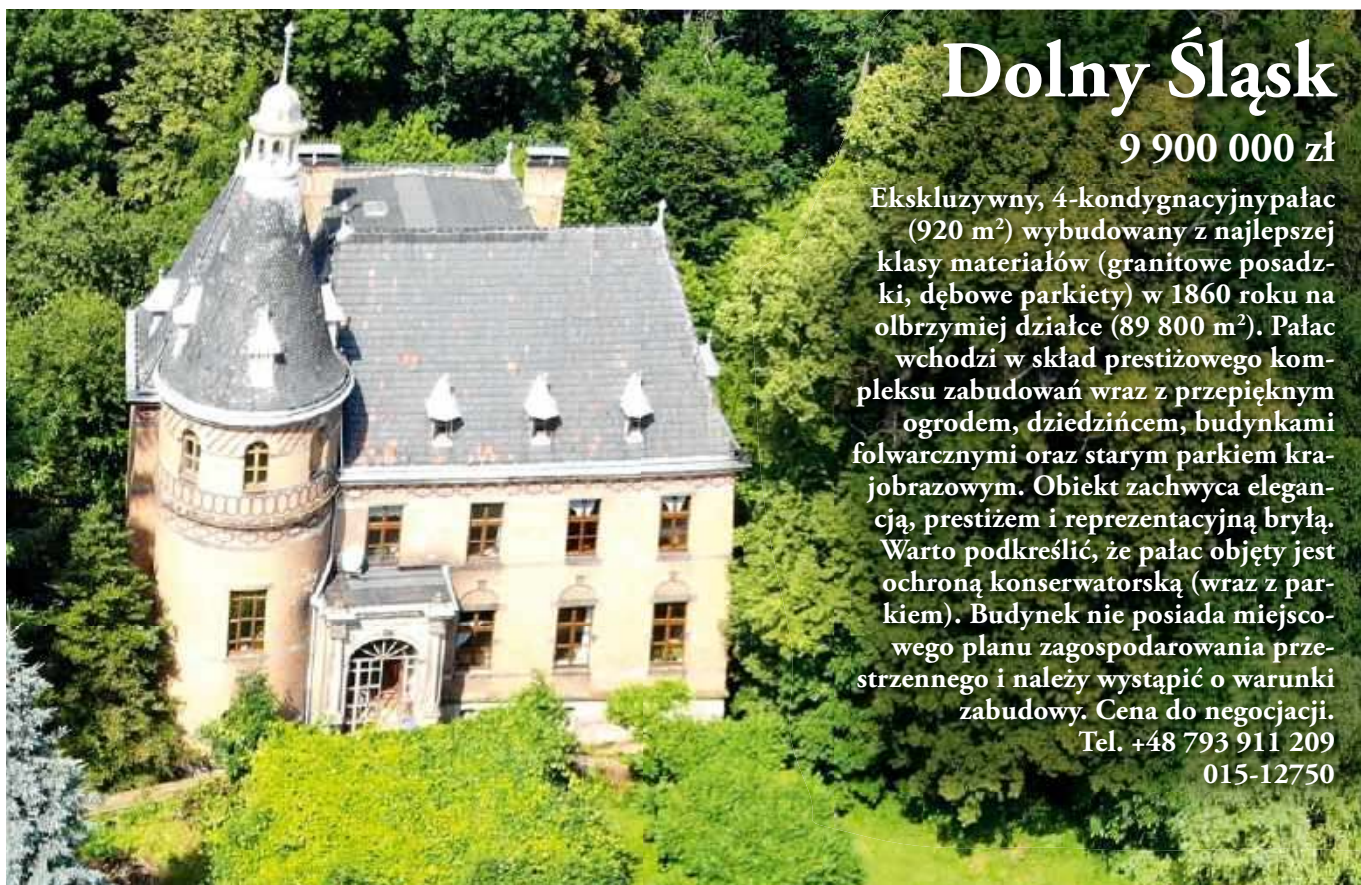 Dolny Śląsk
9 900 000 zł
Ekskluzywny, 4-kondygnacyjnypałac
(920 m²) wybudowany z najlepszej
klasy materiałów (granitowe posadz-
ki, dębowe parkiety) w 1860 roku na
olbrzymiej działce (89 800 m²). Pałac
wchodzi w skład prestiżowego kom-
pleksu zabudowań wraz z przepięknym
ogrodem, dziedzińcem, budynkami
folwarcznymi oraz starym parkiem kra-
jobrazowym. Obiekt zachwyca elegan-
cją, prestiżem i reprezentacyjną bryłą.
Warto podkreślić, że pałac objęty jest
ochroną konserwatorską (wraz z par-
kiem). Budynek nie posiada miejsco-
wego planu zagospodarowania prze-
strzennego i należy wystąpić o warunki
zabudowy. Cena do negocjacji.
Tel. +48 793 911 209
015-12750